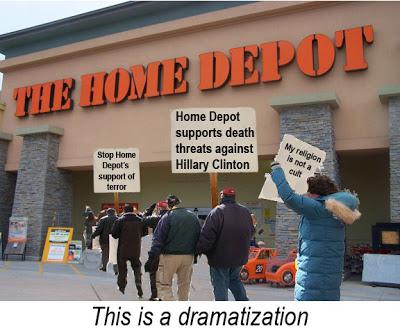 THE HOME DEPOT
Home Depot
supports death
threats against
Hillary Clinton
Stop Home
Depot's
support of
terror
My religion
is not a
cult
This is a dramatization